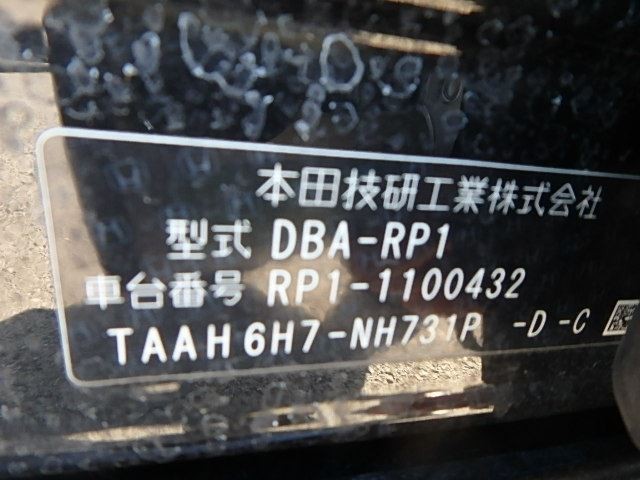 本田技研工業株式会社
型式 DBA-RP1
車台番号 RP1-1100432
TAAH6H7-NH731P -D -C